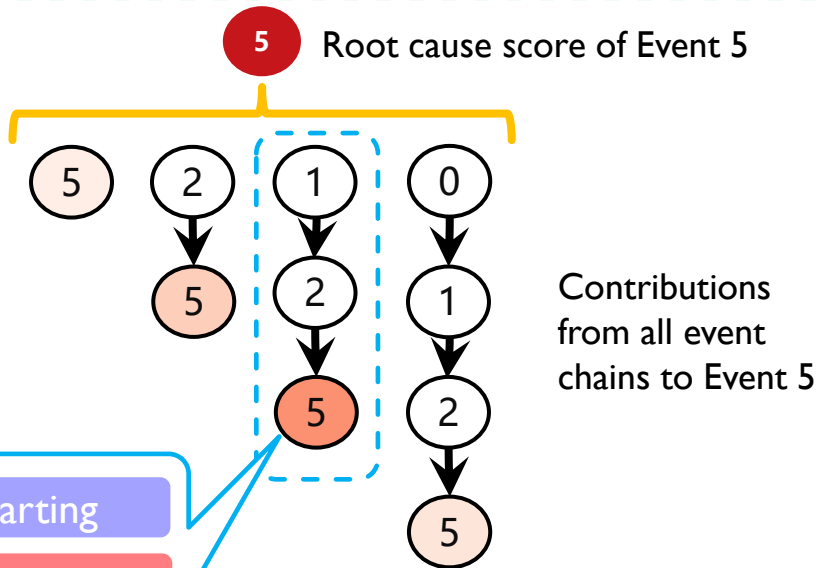 5 Root cause score of Event 5
5 2 1 0
5 2 1
Contributions
from all event
chains to Event 5
5 2
arting
5